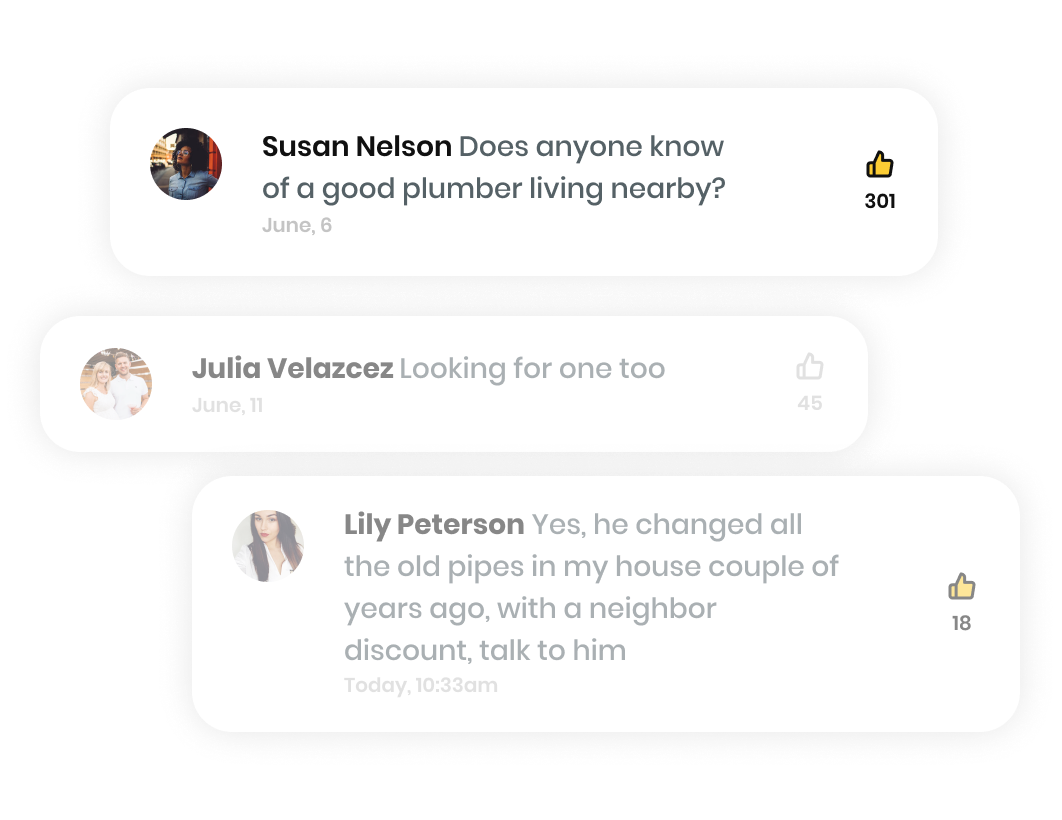 Susan Nelson Does anyone know
of a good plumber living nearby?
June, 6
301
Julia Velazcez Looking for one too
June, 11
45
Lily Peterson Yes, he changed all
the old pipes in my house couple of
years ago, with a neighbor
discount, talk to him
Today, 10:33am
18